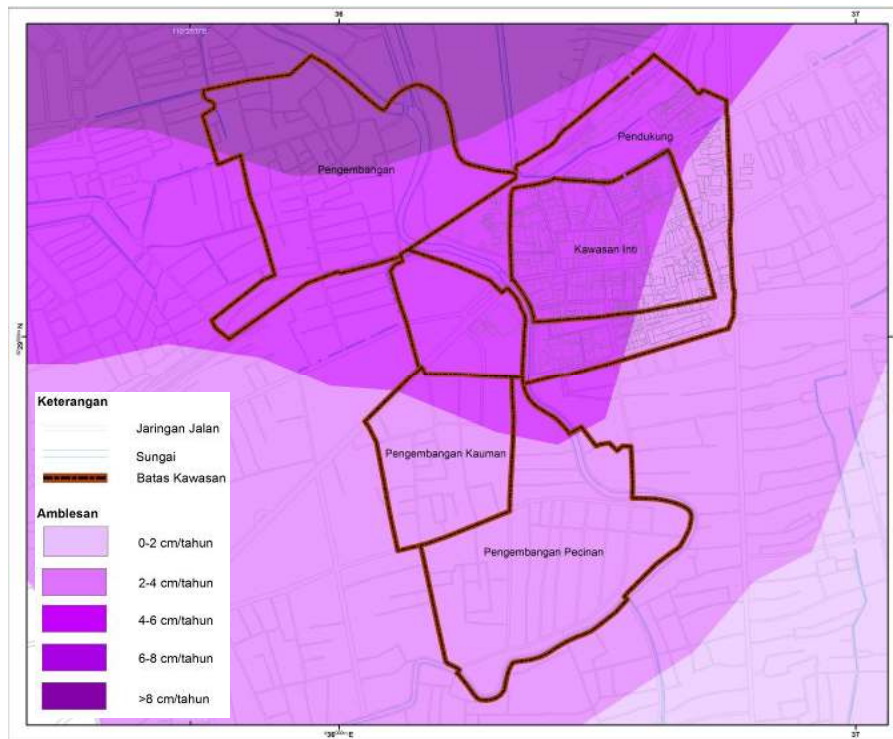 36
37
Pendukung
Pengembangan
Kawasan Inti
Keterangan
Jaringan Jalan
Sungai
Batas Kawasan
Pengembangan Kauman
Amblesan
0-2 cm/tahun
Pengembangan Pecinan
2-4 cm/tahun
4-6 cm/tahun
6-8 cm/tahun
>8 cm/tahun
37